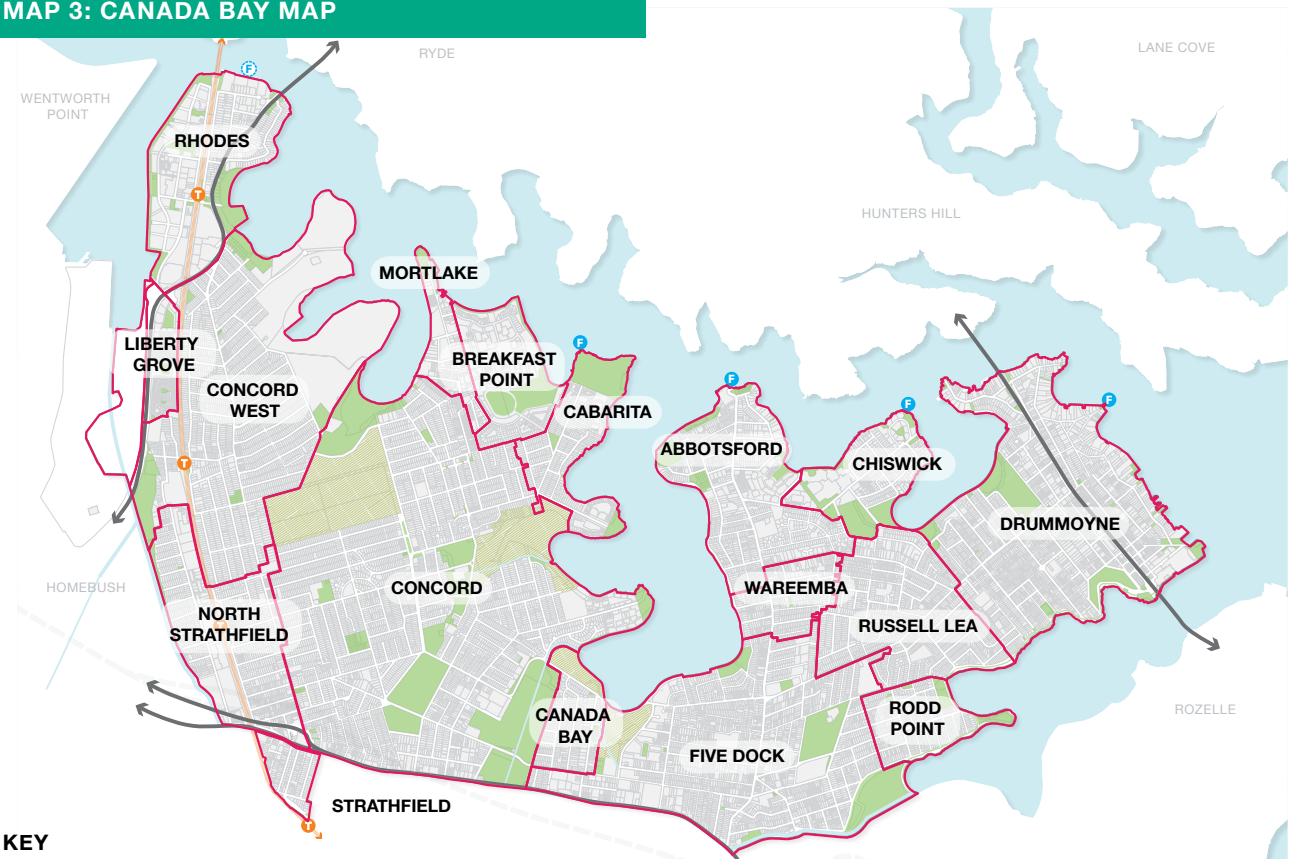 MAP 3: CANADA BAY MAP
RYDE
LANE COVE
F
WENTWORTH
POINT
RHODES
T
HUNTERS HILL
MORTLAKE
LIBERTY
GROVE
F
BREAKFAST
POINT
CONCORD
WEST
F
F
F
CABARITA
ABBOTSFORD
CHISWICK
T
DRUMMOYNE
HOMEBUSH
CONCORD
WAREEMBA
NORTH
STRATHFIELD
T
RUSSELL LEA
CANADA
BAY
RODD
POINT
ROZELLE
FIVE DOCK
STRATHFIELD
T
KEY